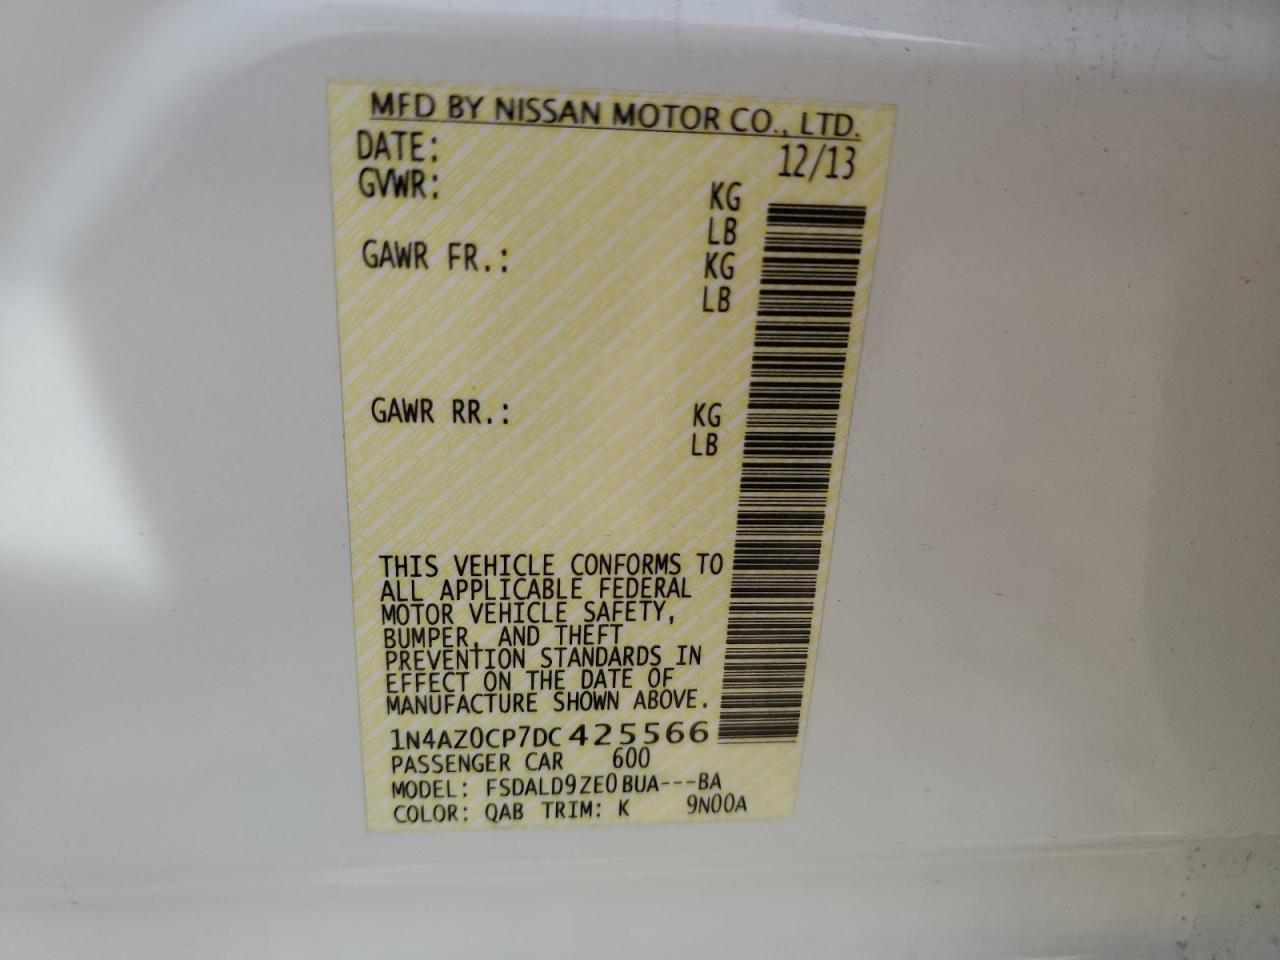 MFD BY NISSAN MOTOR CO., LTD.
DATE: 12/13
GVWR: KG
LB
GAWR FR.: KG
LB
GAWR RR.: KG
LB
THIS VEHICLE CONFORMS TO
ALL APPLICABLE FEDERAL
MOTOR VEHICLE SAFETY,
BUMPER, AND THEFT
PREVENTION STANDARDS IN
EFFECT ON THE DATE OF
MANUFACTURE SHOWN ABOVE.
1N4AZ0CP7DC425566
PASSENGER CAR 600
MODEL: FSDALD9ZE0BUA---BA
COLOR: QAB TRIM: K 9N00A